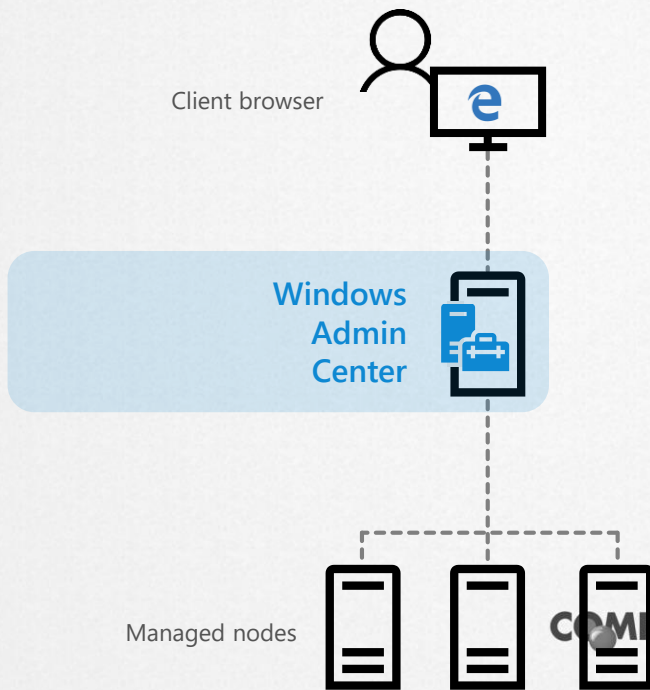 Client browser
Windows
Admin
Center
Managed nodes